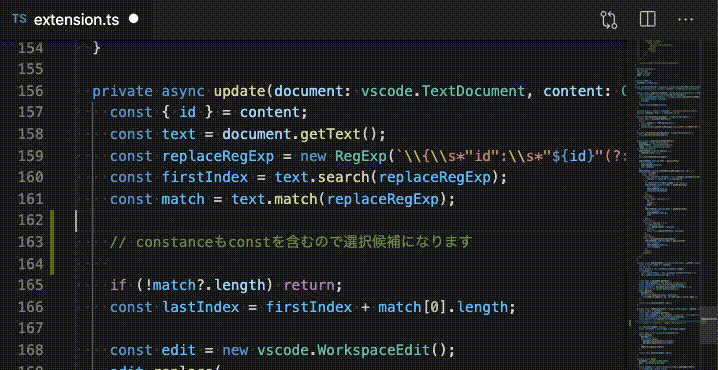 TS extension.ts
154 }
155
156 private async update(document: vscode.TextDocument, content:
157 const { id } = content;
158 const text = document.getText();
159 const replaceRegExp = new RegExp(`\\{\\s*"id":\\s*"${id}"(?:
160 const firstIndex = text.search(replaceRegExp);
161 const match = text.match(replaceRegExp);
162
163 // constanceもconstを含むので選択候補になります
164
165 if (!match?.length) return;
166 const lastIndex = firstIndex + match[0].length;
167
168 const edit = new vscode.WorkspaceEdit();
169 edit.replace(